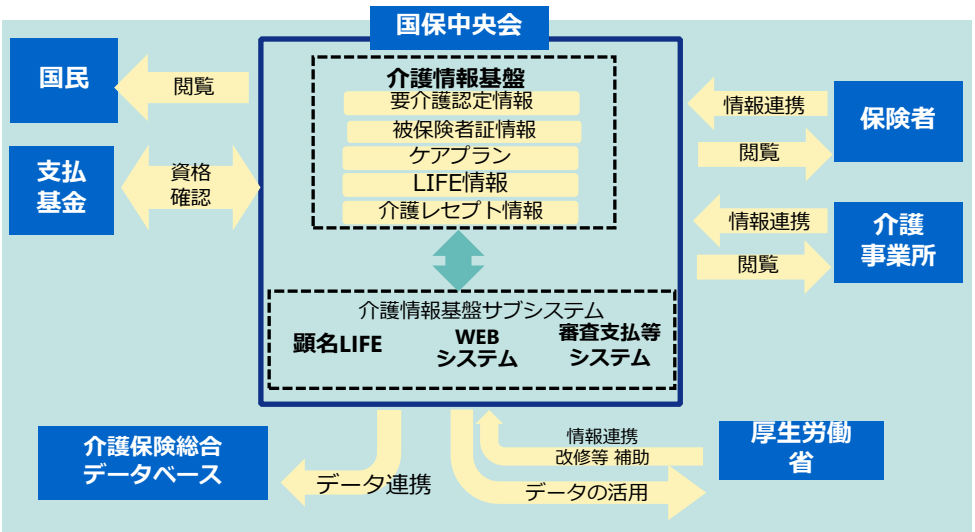 国保中央会
国民
閲覧
支払
基金
資格
確認
介護情報基盤
要介護認定情報
被保険者証情報
ケアプラン
LIFE情報
介護レセプト情報
情報連携
閲覧
保険者
情報連携
閲覧
介護
事業所
介護情報基盤サブシステム
顕名LIFE
WEB
システム
審査支払等
システム
介護保険総合
データベース
データ連携
情報連携
改修等 補助
データの活用
厚生労働
省